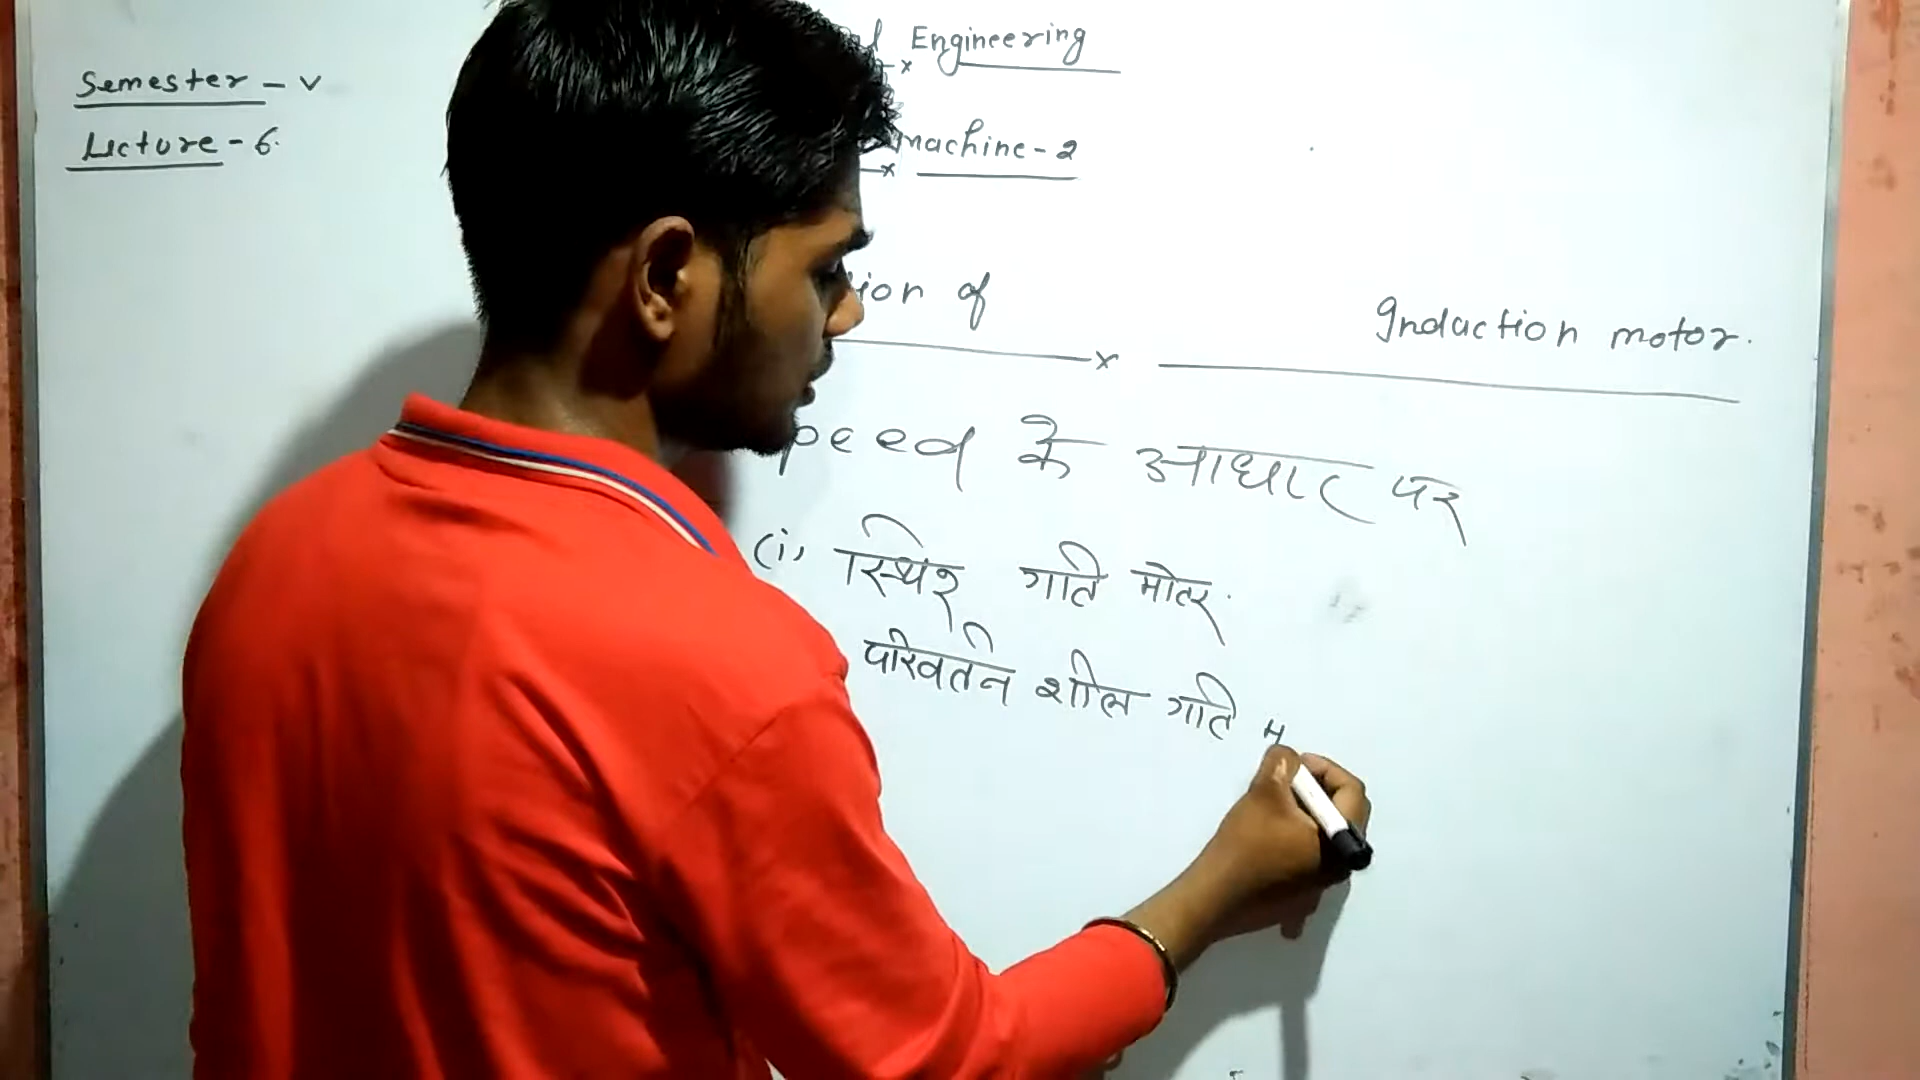 Engineering
Semester - V
Lecture - 6.
machine - 2
ion of Induction motor.
peed के आधार पर
(i) स्थिर गति मोटर.
परिवर्तन शील गति म